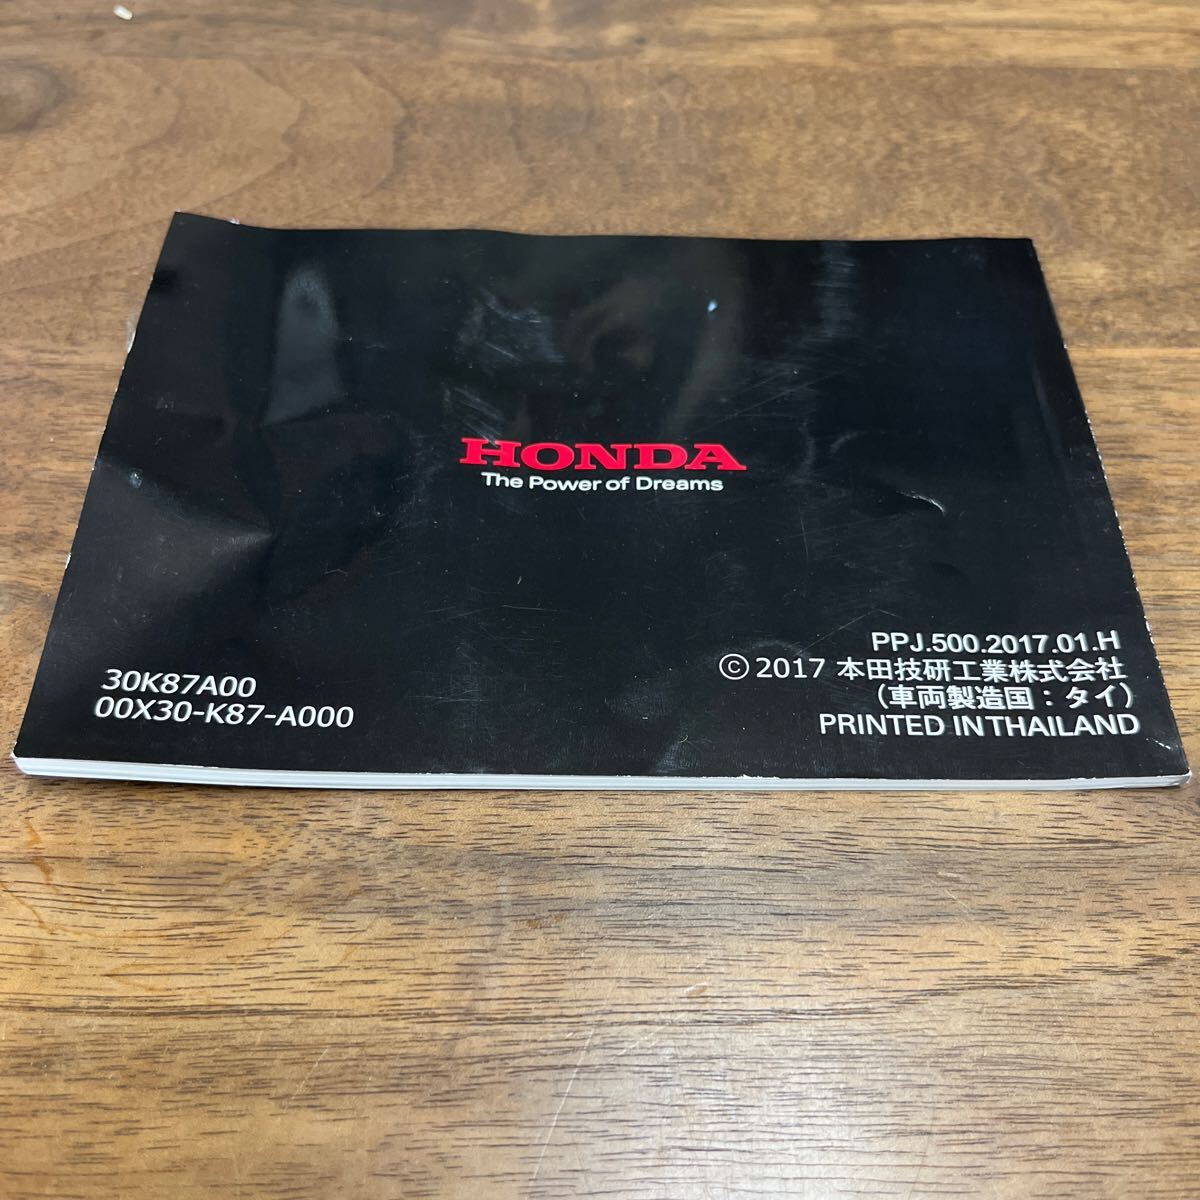 HONDA
The Power of Dreams
30K87A00
00X30-K87-A000
PPJ.500.2017.01.H
© 2017 本田技研工業株式会社
(車両製造国：タイ)
PRINTED IN THAILAND